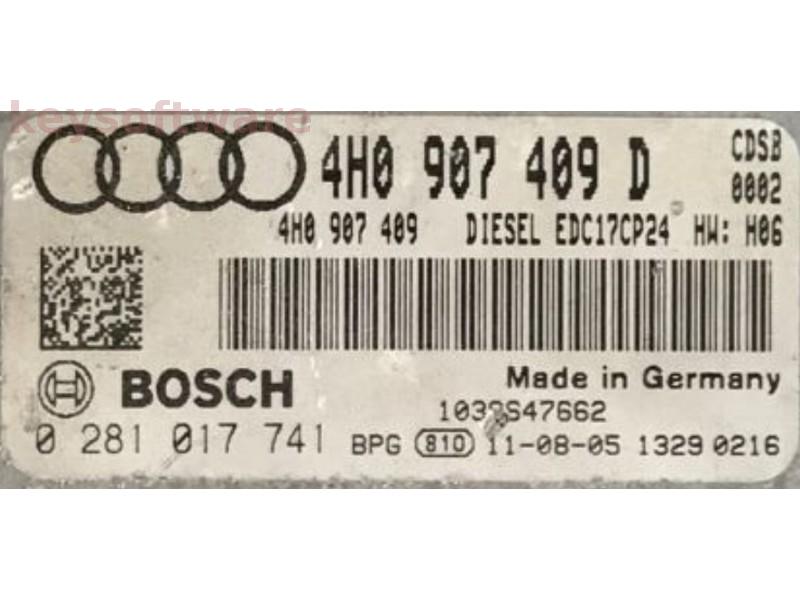 keysoftware
4H0 907 409 D
CDSB
0002
4H0 907 409 DIESEL EDC17CP24 HW: H06
BOSCH
Made in Germany
0 281 017 741 BPG 810 11-08-05 1329 0216